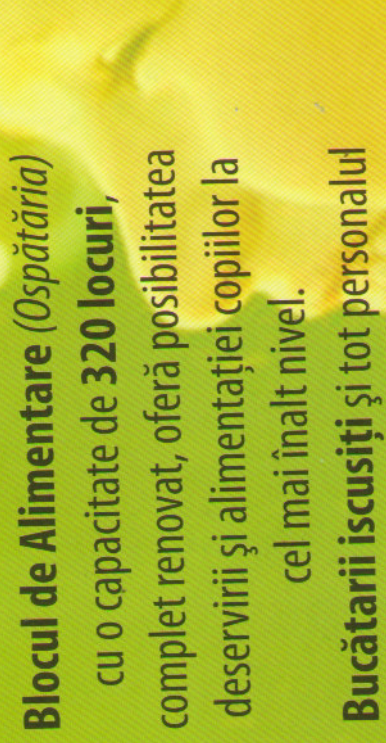 Blocul de Alimentare (Ospătăria)
cu o capacitate de 320 locuri,
complet renovat, oferă posibilitatea
deservirii şi alimentaţiei copiilor la
cel mai înalt nivel.
Bucătarii iscusiţi şi tot personalul